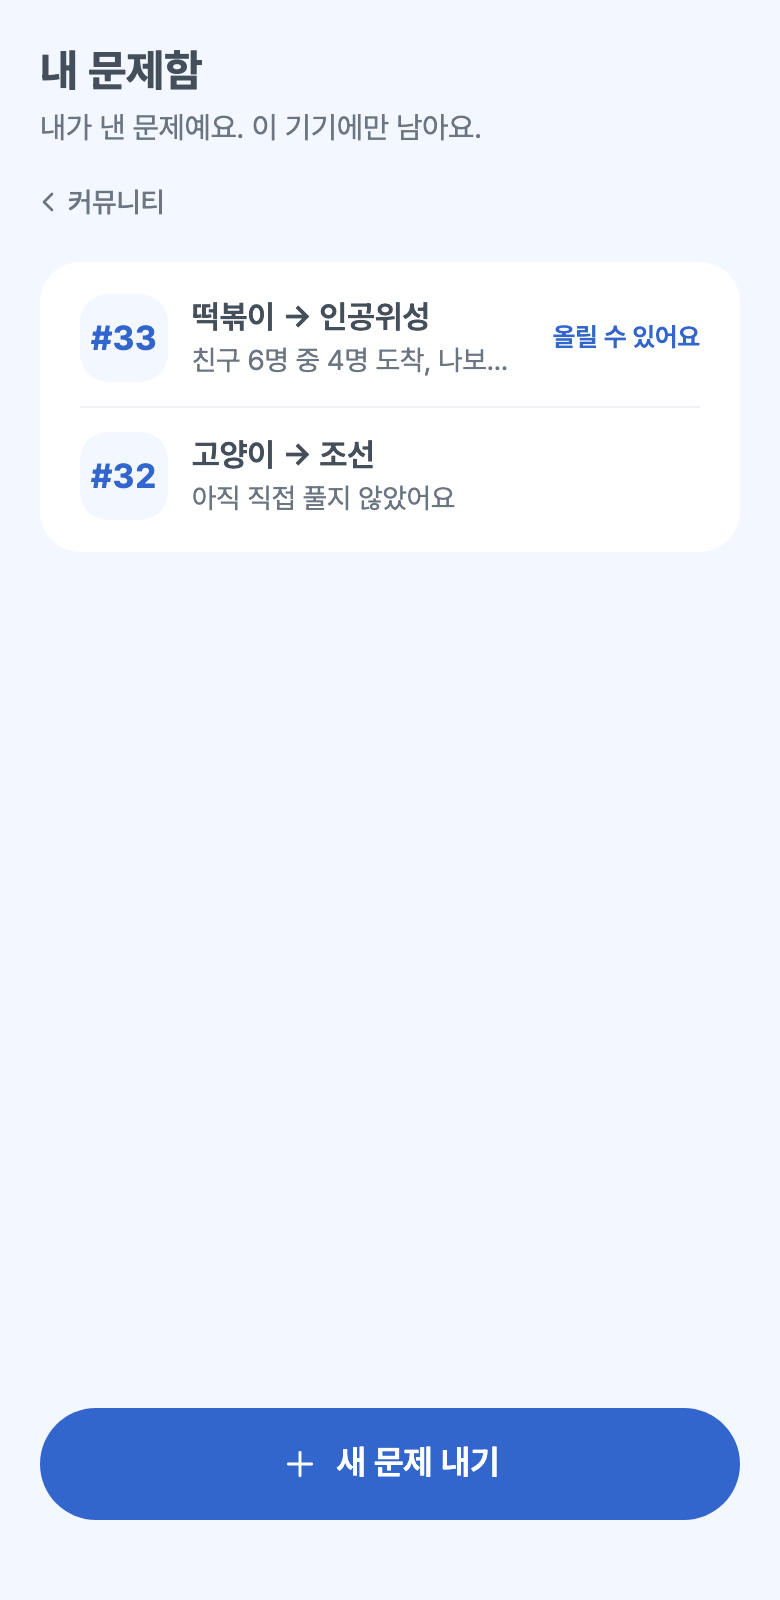 내 문제함
내가 낸 문제예요. 이 기기에만 남아요.
커뮤니티
#33
떡볶이 → 인공위성
친구 6명 중 4명 도착, 나보...
올릴 수 있어요
#32
고양이 → 조선
아직 직접 풀지 않았어요
+ 새 문제 내기